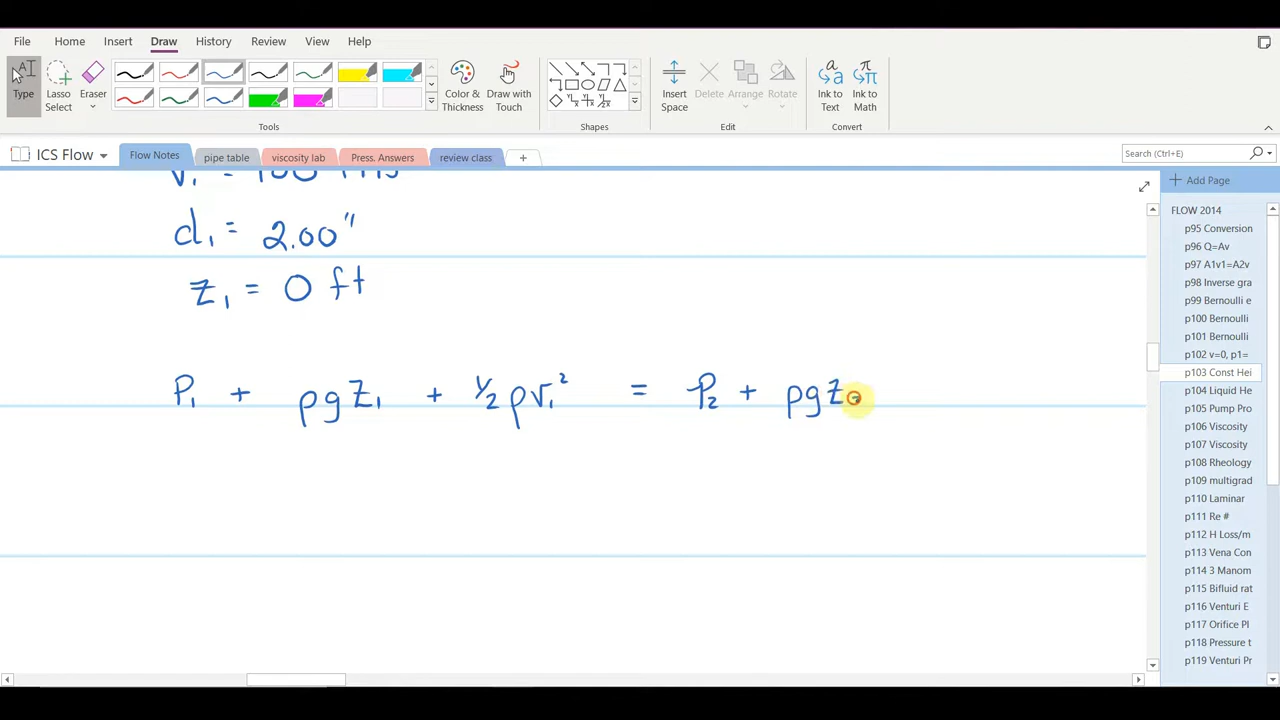 File Home Insert Draw History Review View Help
Type
Lasso Select
Eraser
Color & Thickness
Draw with Touch
Insert Space
Delete
Arrange
Rotate
Ink to Text
Ink to Math
Tools
Shapes
Edit
Convert
ICS Flow
Flow Notes
pipe table
viscosity lab
Press. Answers
review class
Search (Ctrl+E)
Add Page
d₁ = 2.00"
z₁ = 0 ft
P₁ + ρgz₁ + ½ρv₁² = P₂ + ρgz
FLOW 2014
p95 Conversion
p96 Q=Av
p97 A1v1=A2v
p98 Inverse gra
p99 Bernoulli e
p100 Bernoulli
p101 Bernoulli
p102 v=0, p1=
p103 Const Hei
p104 Liquid He
p105 Pump Pro
p106 Viscosity
p107 Viscosity
p108 Rheology
p109 multigrad
p110 Laminar
p111 Re #
p112 H Loss/m
p113 Vena Con
p114 3 Manom
p115 Bifluid rat
p116 Venturi E
p117 Orifice Pl
p118 Pressure t
p119 Venturi Pr